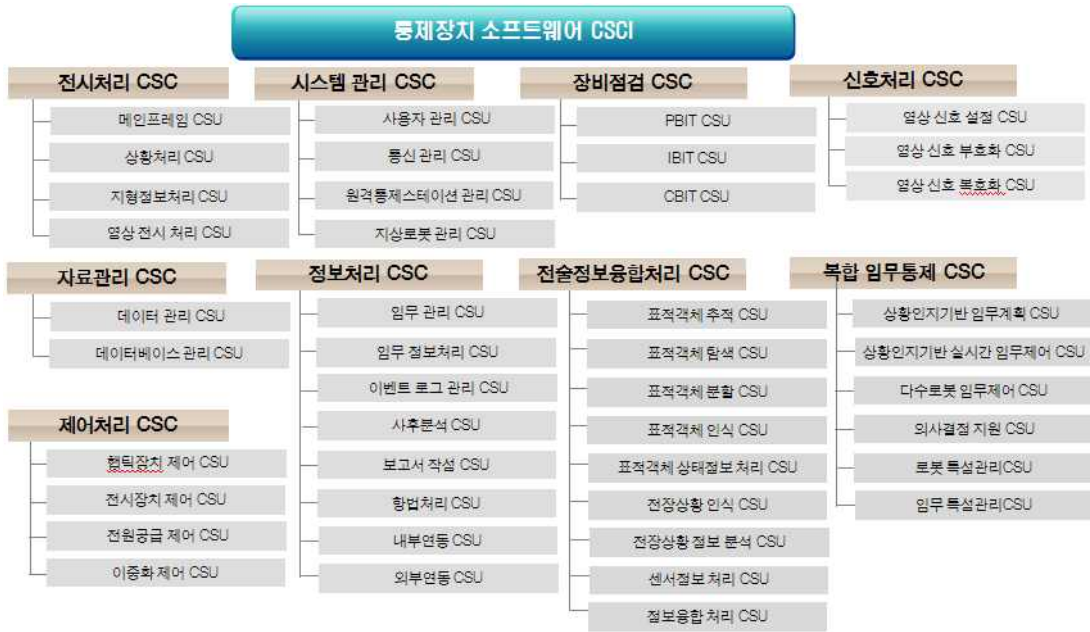 통제장치 소프트웨어 CSCI
전시처리 CSC
메인프레임 CSU
상황처리 CSU
지형정보처리 CSU
영상 전시 처리 CSU
시스템 관리 CSC
사용자 관리 CSU
통신 관리 CSU
원격통제스테이션 관리 CSU
지상로봇 관리 CSU
장비점검 CSC
PBIT CSU
IBIT CSU
CBIT CSU
신호처리 CSC
영상 신호 설정 CSU
영상 신호 부호화 CSU
영상 신호 복호화 CSU
자료관리 CSC
데이터 관리 CSU
데이터베이스 관리 CSU
제어처리 CSC
햅틱장치 제어 CSU
전시장치 제어 CSU
전원공급 제어 CSU
이중화 제어 CSU
정보처리 CSC
임무 관리 CSU
임무 정보처리 CSU
이벤트 로그 관리 CSU
사후분석 CSU
보고서 작성 CSU
항법처리 CSU
내부연동 CSU
외부연동 CSU
전술정보융합처리 CSC
표적객체 추적 CSU
표적객체 탐색 CSU
표적객체 분할 CSU
표적객체 인식 CSU
표적객체 상태정보 처리 CSU
전장상황 인식 CSU
전장상황 정보 분석 CSU
센서정보 처리 CSU
정보융합 처리 CSU
복합 임무통제 CSC
상황인지기반 임무계획 CSU
상황인지기반 실시간 임무제어 CSU
다수로봇 임무제어 CSU
의사결정 지원 CSU
로봇 특성관리CSU
임무 특성관리CSU